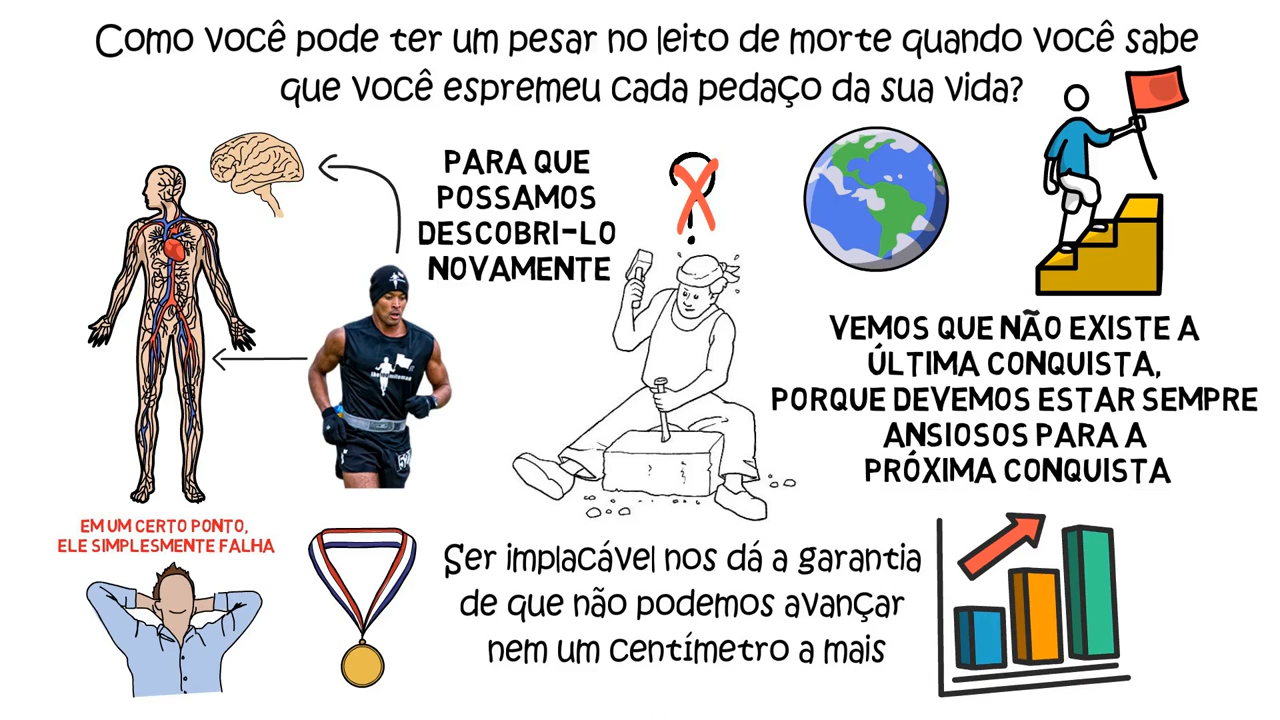 Como você pode ter um pesar no leito de morte quando você sabe
que você espremeu cada pedaço da sua vida?
PARA QUE
POSSAMOS
DESCOBRI-LO
NOVAMENTE
VEMOS QUE NÃO EXISTE A
ÚLTIMA CONQUISTA,
PORQUE DEVEMOS ESTAR SEMPRE
ANSIOSOS PARA A
PRÓXIMA CONQUISTA
EM UM CERTO PONTO,
ELE SIMPLESMENTE FALHA
Ser implacável nos dá a garantia
de que não podemos avançar
nem um centímetro a mais